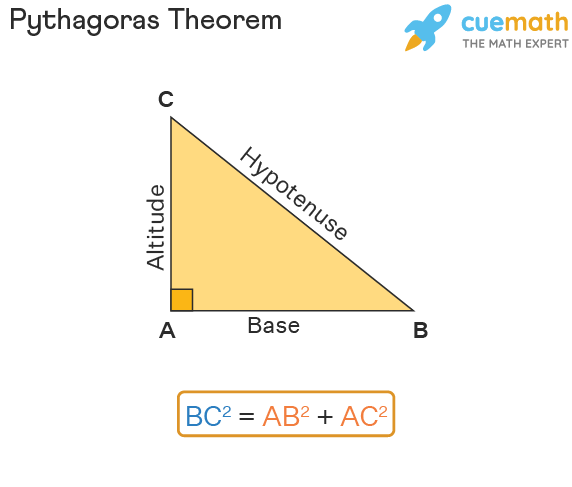 Pythagoras Theorem
cuemath
THE MATH EXPERT
C
Hypotenuse
Altitude
A
Base
B
BC² = AB² + AC²